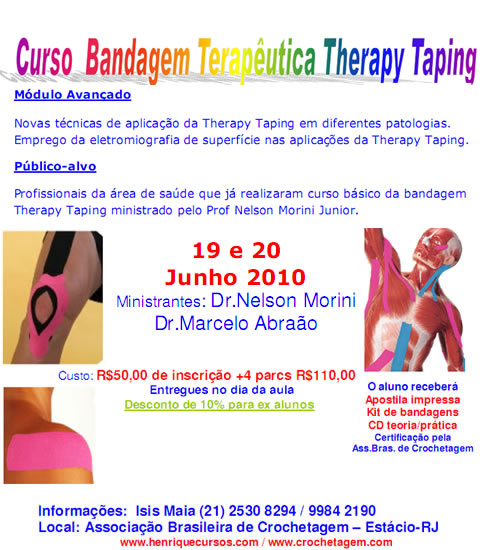 Curso Bandagem Terapêutica Therapy Taping
Módulo Avançado
Novas técnicas de aplicação da Therapy Taping em diferentes patologias.
Emprego da eletromiografia de superfície nas aplicações da Therapy Taping.
Público-alvo
Profissionais da área de saúde que já realizaram curso básico da bandagem
Therapy Taping ministrado pelo Prof Nelson Morini Junior.
19 e 20
Junho 2010
Ministrantes: Dr.Nelson Morini
Dr.Marcelo Abraão
Custo: R$50,00 de inscrição +4 parcs R$110,00
Entregues no dia da aula
Desconto de 10% para ex alunos
O aluno receberá
Apostila impressa
Kit de bandagens
CD teoria/prática
Certificação pela
Ass.Bras. de Crochetagem
Informações: Isis Maia (21) 2530 8294 / 9984 2190
Local: Associação Brasileira de Crochetagem – Estácio-RJ
www.henriquecursos.com / www.crochetagem.com